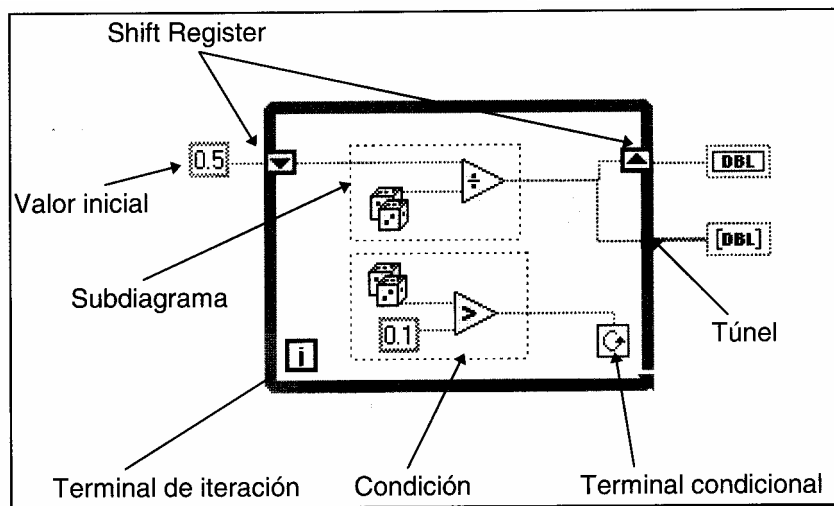 Shift Register
0.5
DBL
Valor inicial
÷
[DBL]
Subdiagrama
>
0.1
Túnel
i
Terminal de iteración
Condición
Terminal condicional